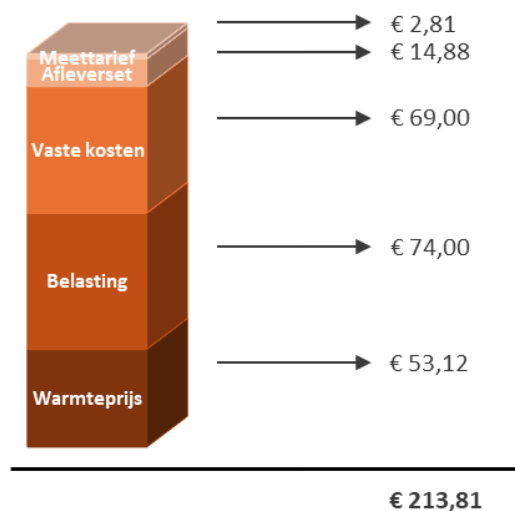 € 2,81
Meettarief € 14,88
Afleverset
€ 69,00
Vaste kosten
€ 74,00
Belasting
€ 53,12
Warmteprijs
€ 213,81